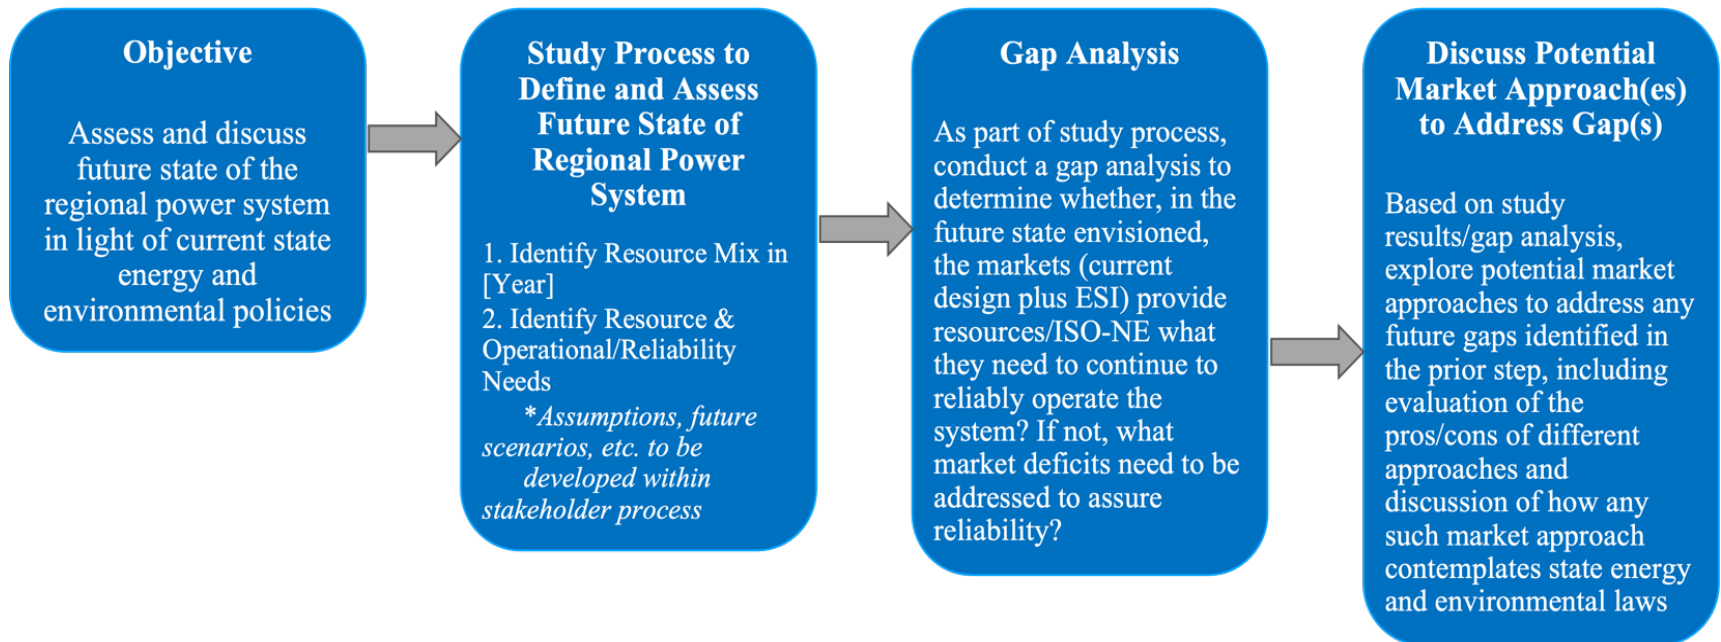 Objective
Assess and discuss
future state of the
regional power system
in light of current state
energy and
environmental policies
Study Process to
Define and Assess
Future State of
Regional Power
System
1. Identify Resource Mix in
[Year]
2. Identify Resource &
Operational/Reliability
Needs
*Assumptions, future
scenarios, etc. to be
developed within
stakeholder process
Gap Analysis
As part of study process,
conduct a gap analysis to
determine whether, in the
future state envisioned,
the markets (current
design plus ESI) provide
resources/ISO-NE what
they need to continue to
reliably operate the
system? If not, what
market deficits need to be
addressed to assure
reliability?
Discuss Potential
Market Approach(es)
to Address Gap(s)
Based on study
results/gap analysis,
explore potential market
approaches to address any
future gaps identified in
the prior step, including
evaluation of the
pros/cons of different
approaches and
discussion of how any
such market approach
contemplates state energy
and environmental laws